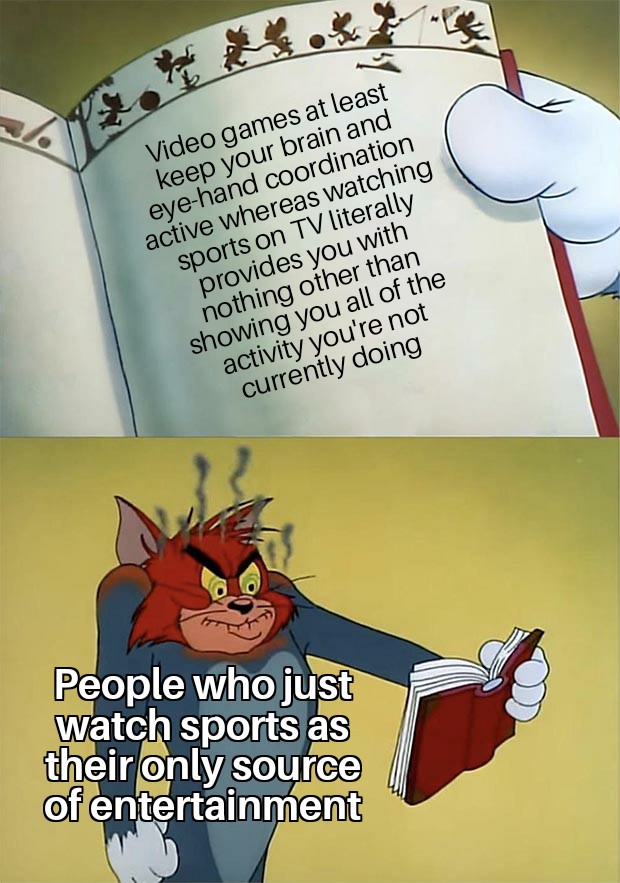 Video games at least
keep your brain and
eye-hand coordination
active whereas watching
sports on TV literally
provides you with
nothing other than
showing you all of the
activity you're not
currently doing
People who just
watch sports as
their only source
of entertainment